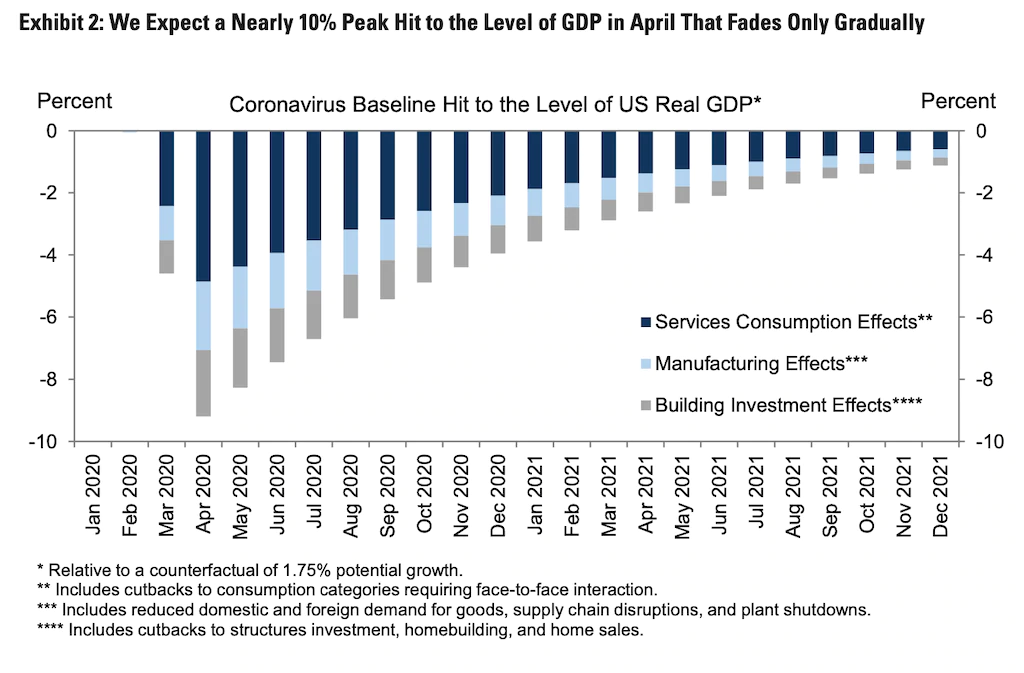 Exhibit 2: We Expect a Nearly 10% Peak Hit to the Level of GDP in April That Fades Only Gradually
Percent
Coronavirus Baseline Hit to the Level of US Real GDP*
Percent
0
-2
-4
-6
-8
-10
0
-2
-4
-6
-8
-10
Services Consumption Effects**
Manufacturing Effects***
Building Investment Effects****
Jan 2020
Feb 2020
Mar 2020
Apr 2020
May 2020
Jun 2020
Jul 2020
Aug 2020
Sep 2020
Oct 2020
Nov 2020
Dec 2020
Jan 2021
Feb 2021
Mar 2021
Apr 2021
May 2021
Jun 2021
Jul 2021
Aug 2021
Sep 2021
Oct 2021
Nov 2021
Dec 2021
* Relative to a counterfactual of 1.75% potential growth.
** Includes cutbacks to consumption categories requiring face-to-face interaction.
*** Includes reduced domestic and foreign demand for goods, supply chain disruptions, and plant shutdowns.
**** Includes cutbacks to structures investment, homebuilding, and home sales.